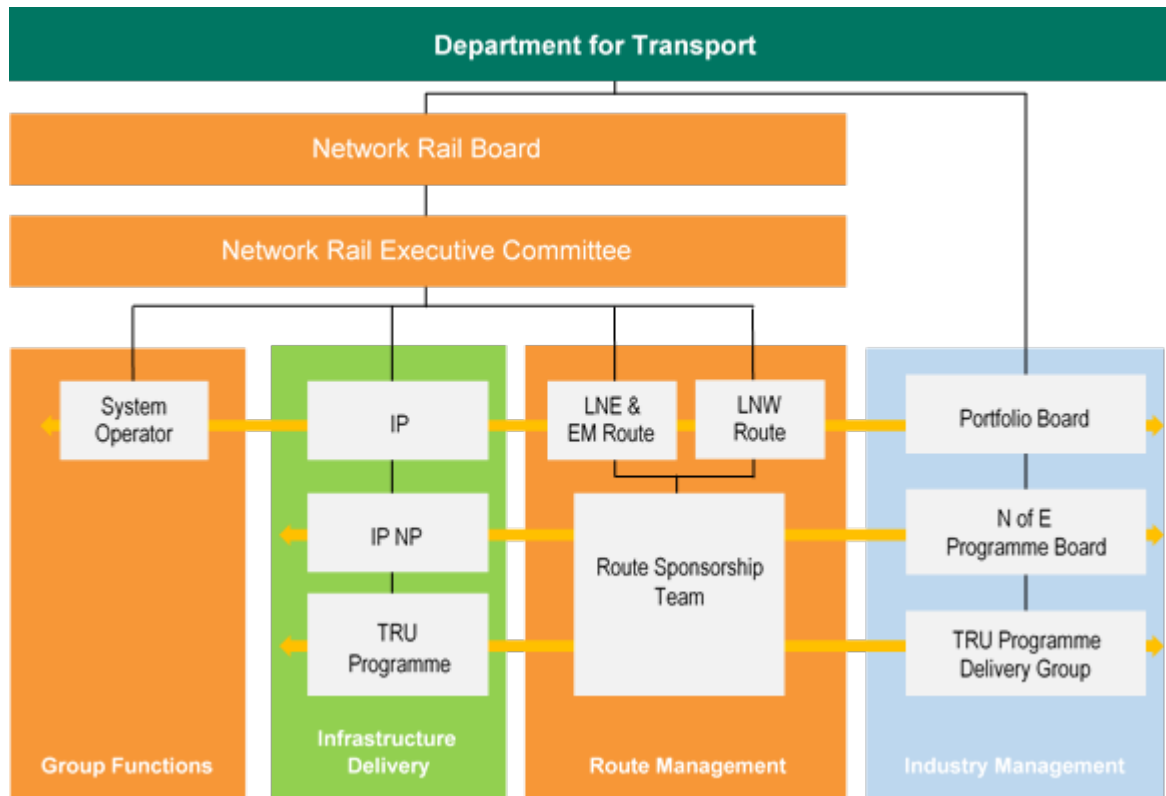 Department for Transport
Network Rail Board
Network Rail Executive Committee
System
Operator
IP
LNE &
EM Route
LNW
Route
Portfolio Board
IP NP
Route Sponsorship
Team
N of E
Programme Board
TRU
Programme
TRU Programme
Delivery Group
Group Functions
Infrastructure
Delivery
Route Management
Industry Management